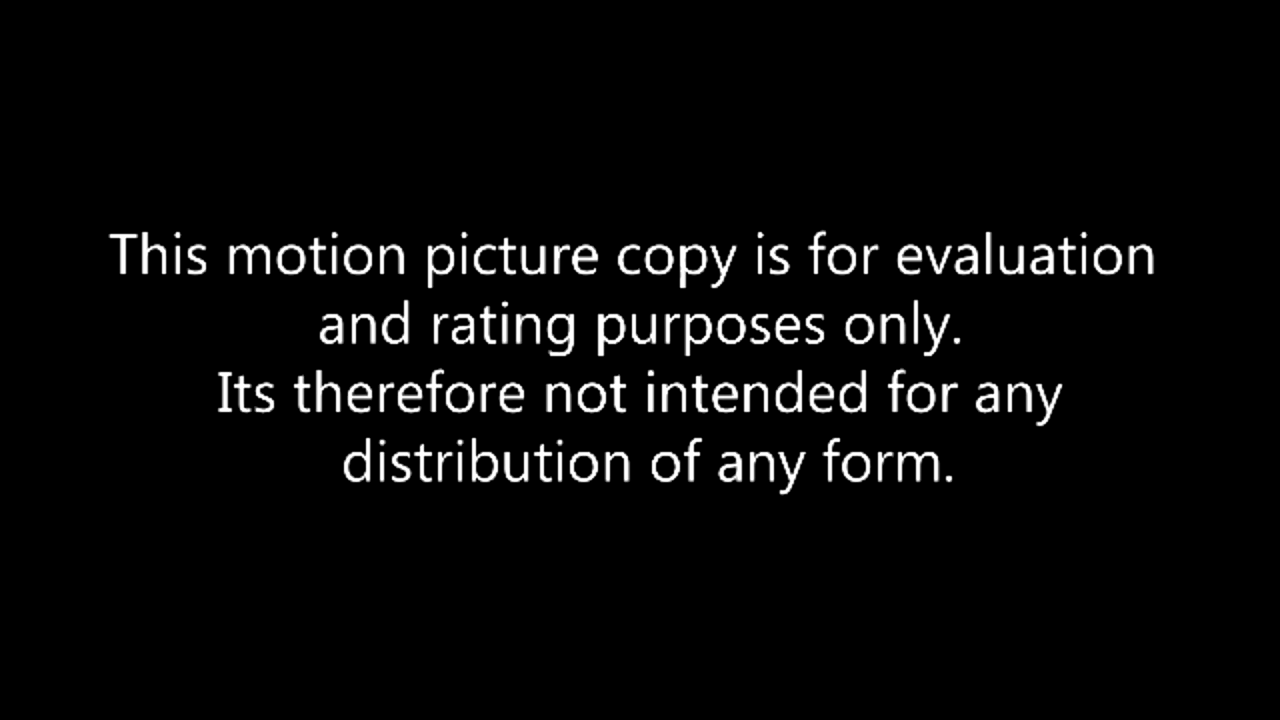 This motion picture copy is for evaluation
and rating purposes only.
Its therefore not intended for any
distribution of any form.